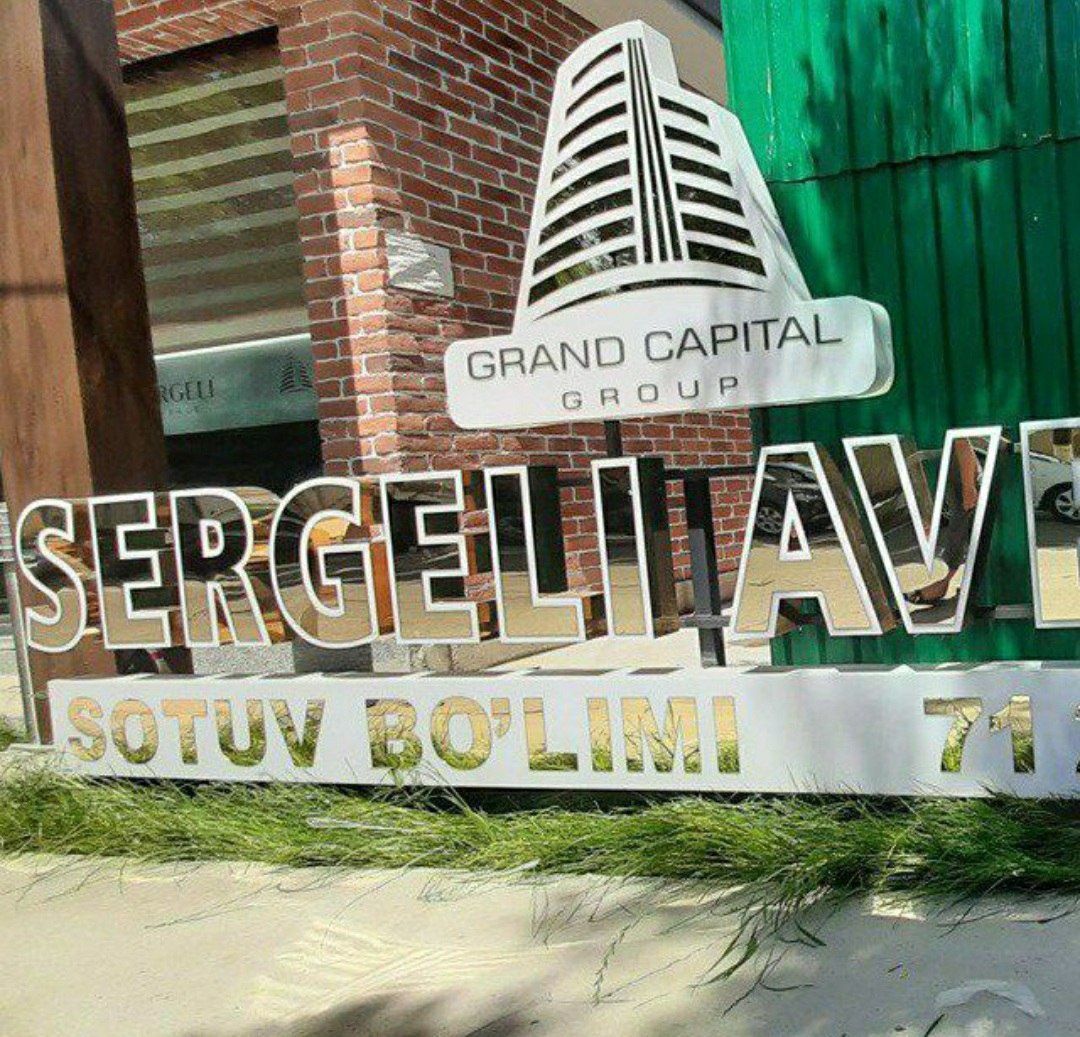 GRAND CAPITAL
GROUP
RGELI
SERGELI AV
SOTUV BO'LIMI 71